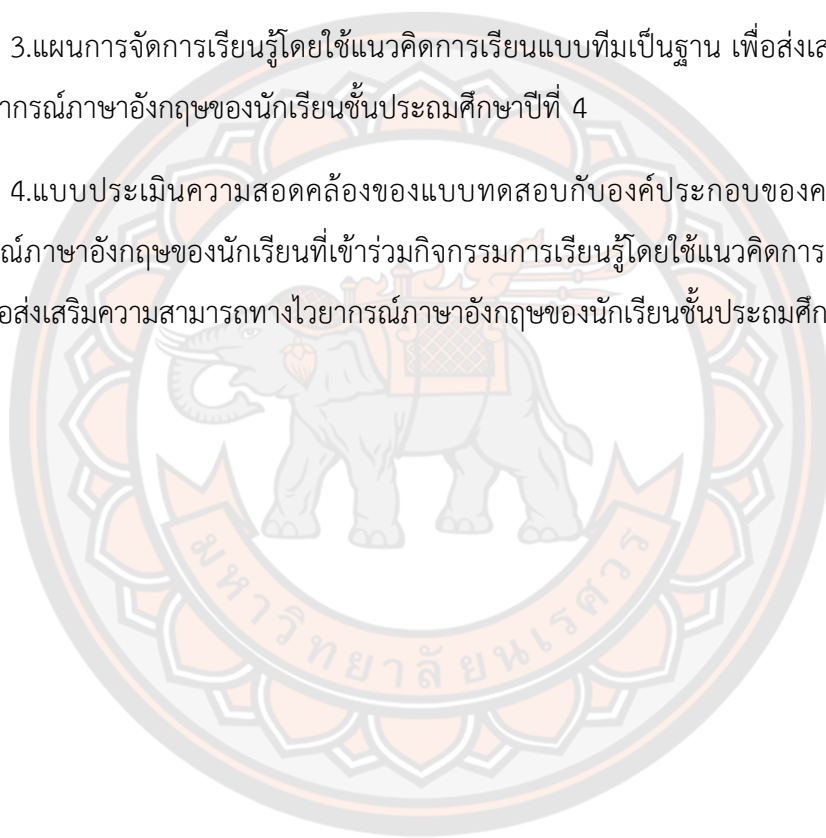 3.แผนการจัดการเรียนรู้โดยใช้แนวคิดการเรียนแบบทีมเป็นฐาน เพื่อส่งเส
ากรณ์ภาษาอังกฤษของนักเรียนชั้นประถมศึกษาปีที่ 4
4.แบบประเมินความสอดคล้องของแบบทดสอบกับองค์ประกอบของค
ณ์ภาษาอังกฤษของนักเรียนที่เข้าร่วมกิจกรรมการเรียนรู้โดยใช้แนวคิดการ
อส่งเสริมความสามารถทางไวยากรณ์ภาษาอังกฤษของนักเรียนชั้นประถมศึก
มหาวิทยาลัยนเรศวร